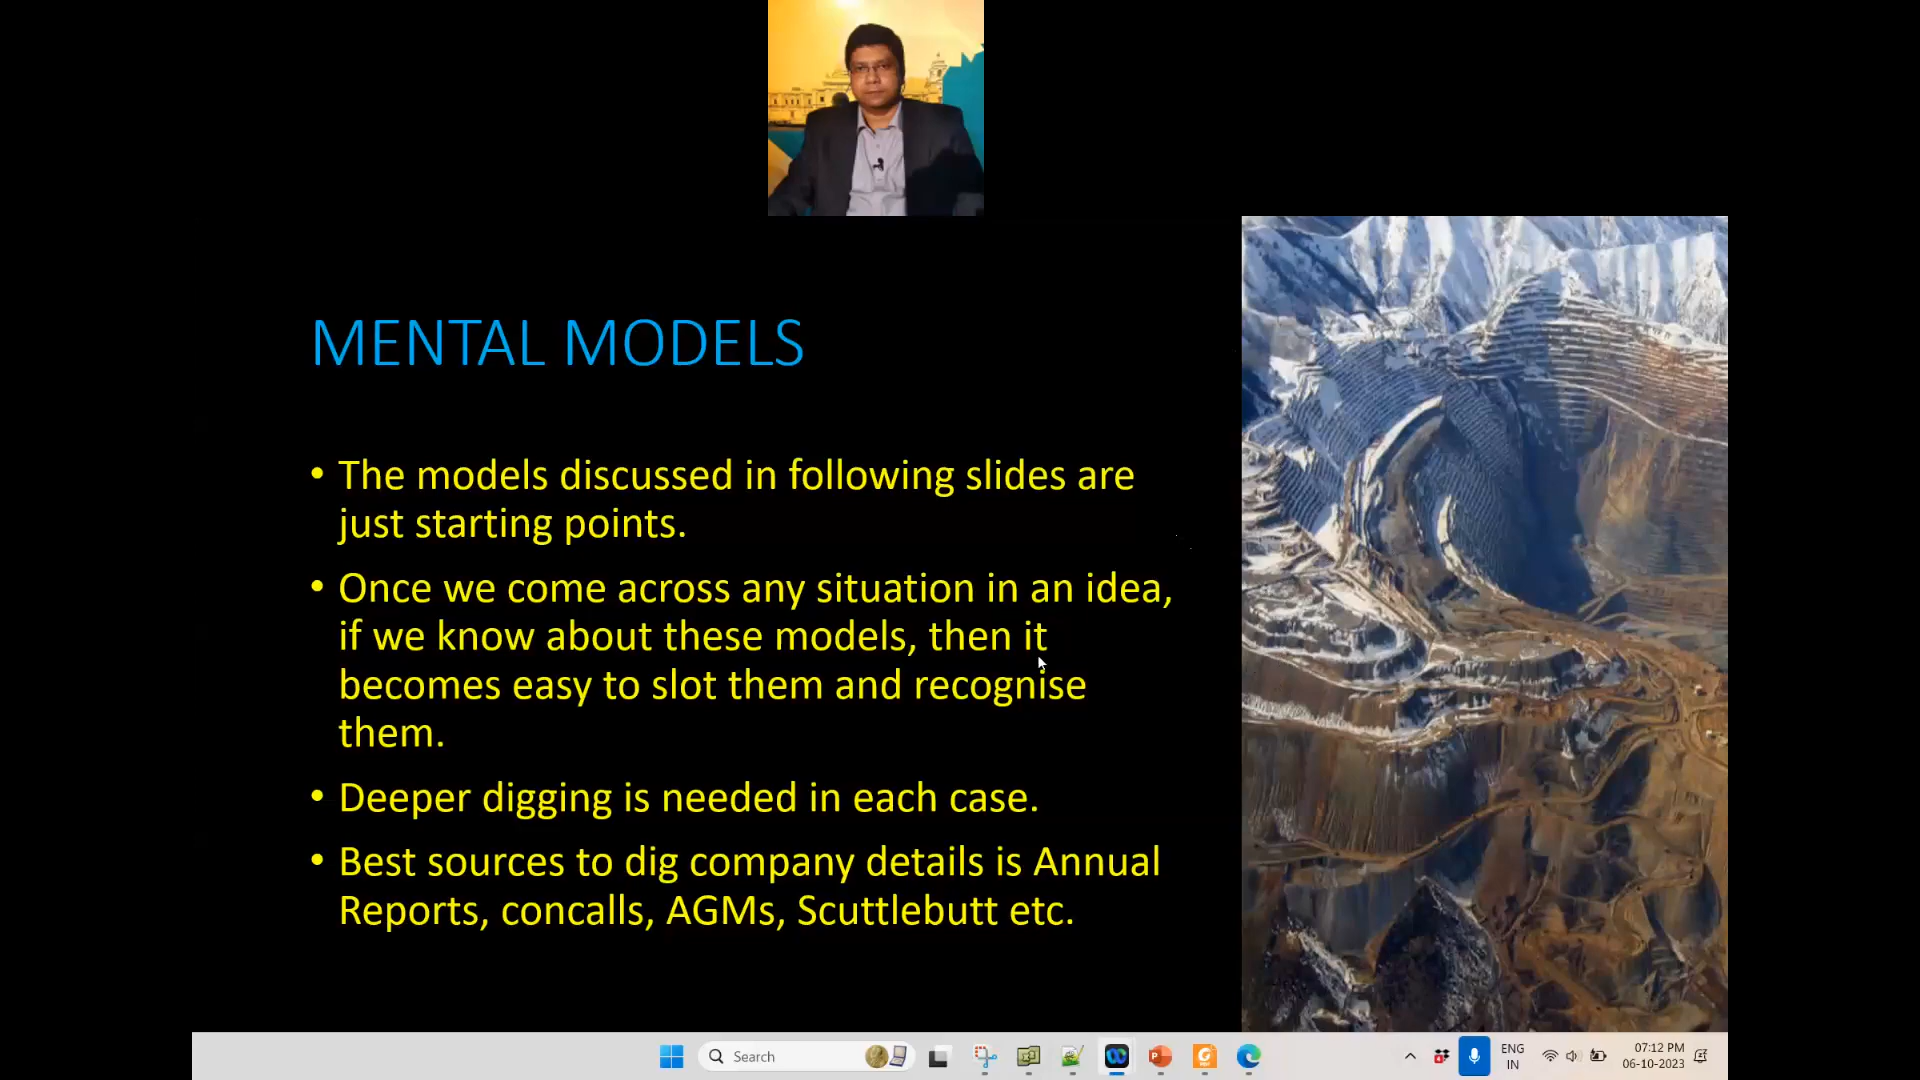 MENTAL MODELS
• The models discussed in following slides are
just starting points.
• Once we come across any situation in an idea,
if we know about these models, then it
becomes easy to slot them and recognise
them.
• Deeper digging is needed in each case.
• Best sources to dig company details is Annual
Reports, concalls, AGMs, Scuttlebutt etc.
Search
ENG
IN
07:12 PM
06-10-2023